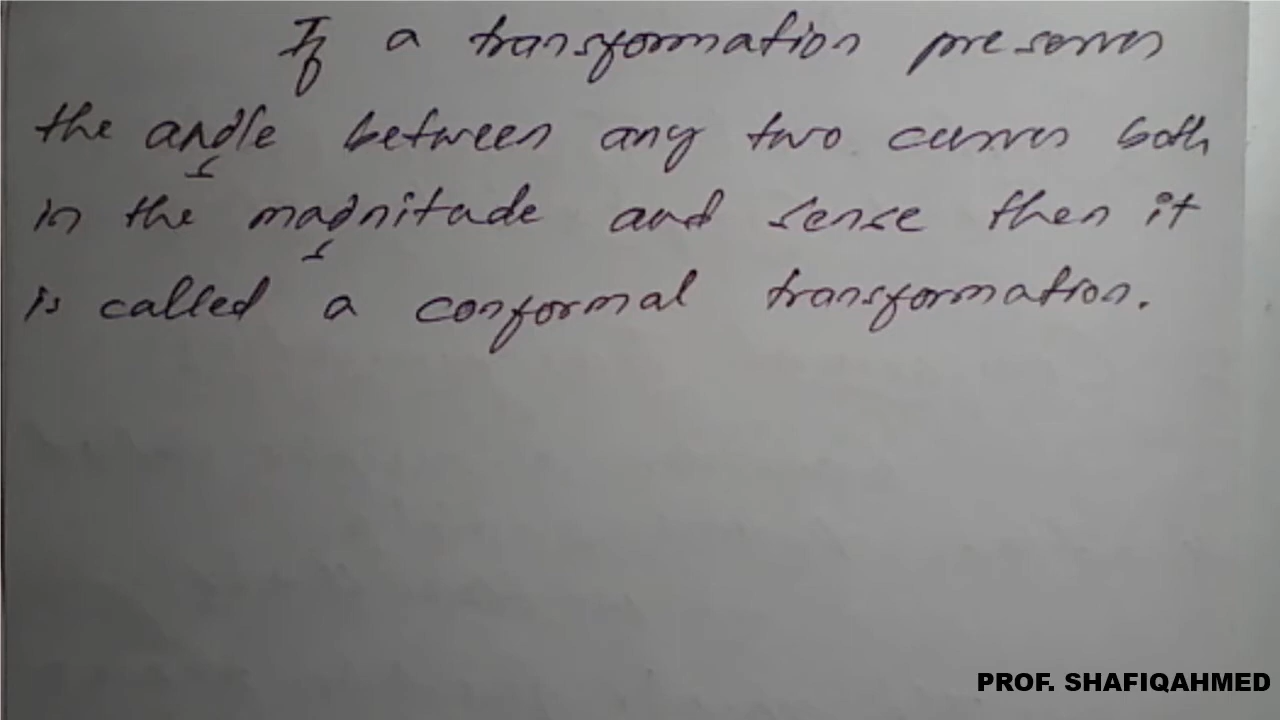 If a transformation preserves
the angle between any two curves both
in the magnitude and sense then it
is called a conformal transformation.
PROF. SHAFIQAHMED